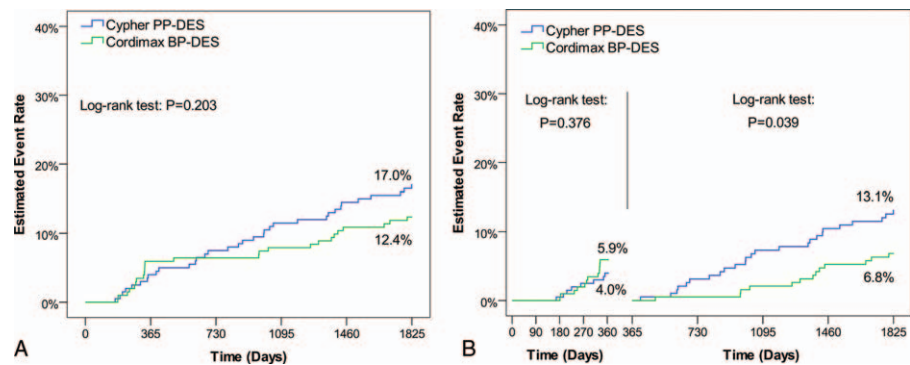 Cypher PP-DES
Cordimax BP-DES
Log-rank test: P=0.203
Estimated Event Rate
40%
30%
20%
10%
0%
17.0%
12.4%
0 365 730 1095 1460 1825
Time (Days)
A
Cypher PP-DES
Cordimax BP-DES
Log-rank test:
P=0.376
Log-rank test:
P=0.039
Estimated Event Rate
40%
30%
20%
10%
0%
5.9%
4.0%
13.1%
6.8%
0 90 180 270 360 365 730 1095 1460 1825
Time (Days) Time (Days)
B